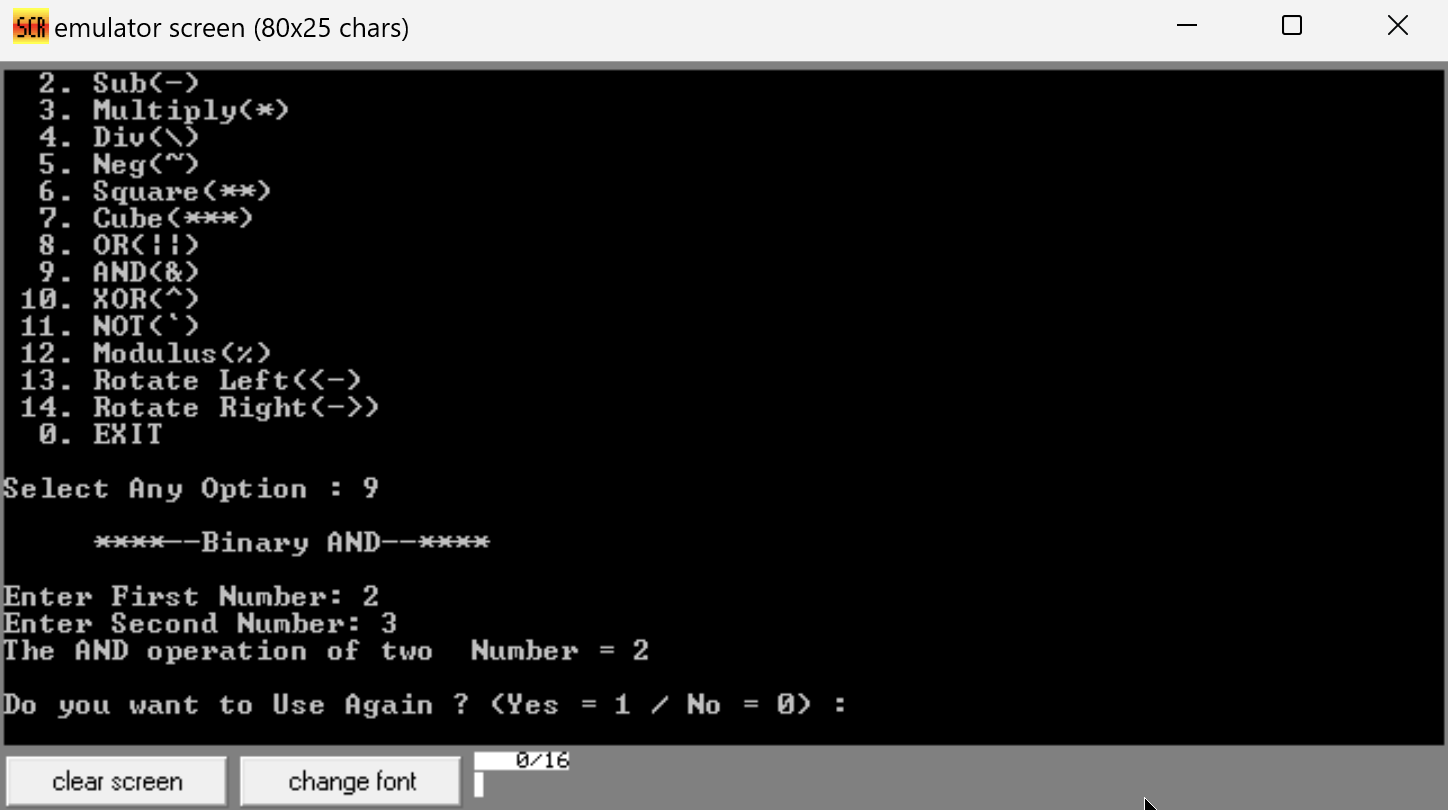 SCR emulator screen (80x25 chars)
2. Sub(-)
3. Multiply(*)
4. Div(\)
5. Neg(~)
6. Square(**)
7. Cube(***)
8. OR(||)
9. AND(&)
10. XOR(^)
11. NOT(`)
12. Modulus(%)
13. Rotate Left(<-)
14. Rotate Right(->)
0. EXIT
Select Any Option : 9
****--Binary AND--****
Enter First Number: 2
Enter Second Number: 3
The AND operation of two  Number = 2
Do you want to Use Again ? (Yes = 1 / No = 0) :
clear screen change font 0/16